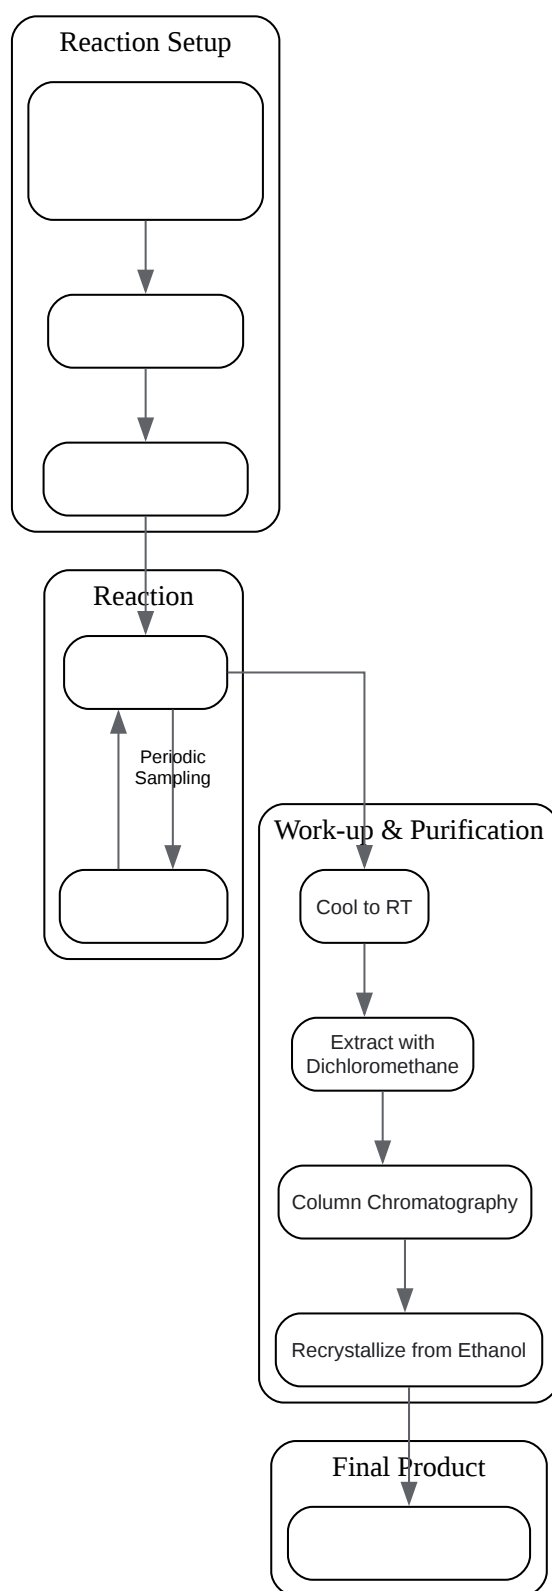 Reaction Setup
Reaction
Periodic
Sampling
Work-up & Purification
Cool to RT
Extract with
Dichloromethane
Column Chromatography
Recrystallize from Ethanol
Final Product